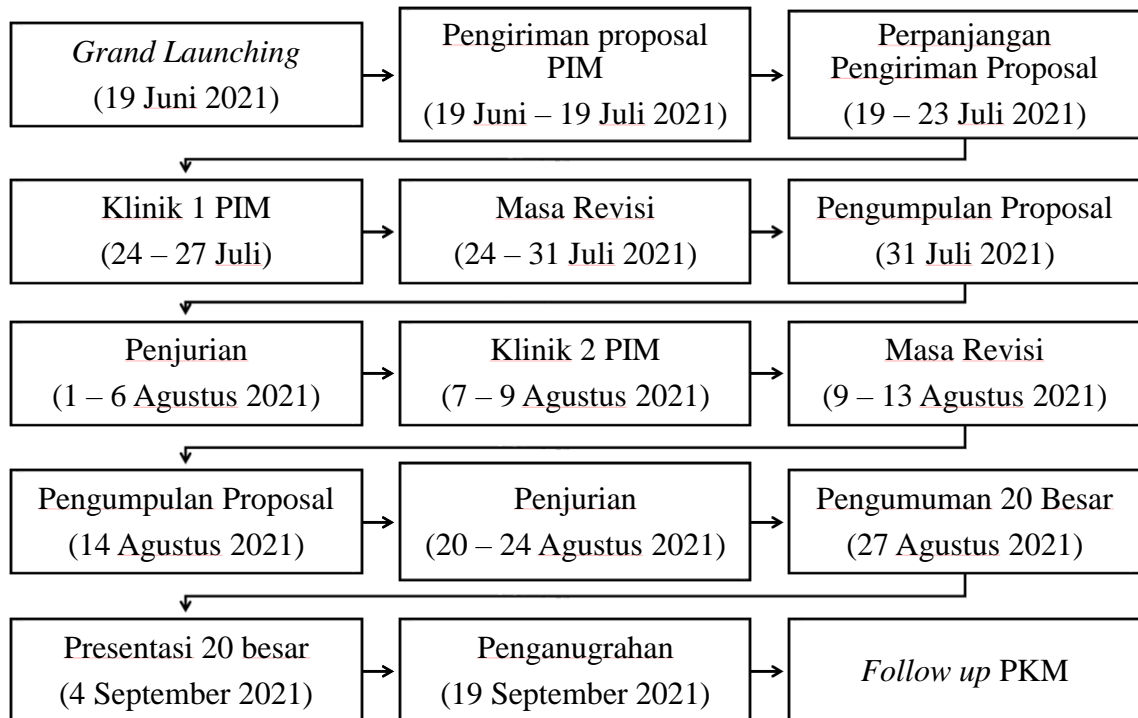 Grand Launching
(19 Juni 2021)
Pengiriman proposal
PIM
(19 Juni – 19 Juli 2021)
Perpanjangan
Pengiriman Proposal
(19 – 23 Juli 2021)
Klinik 1 PIM
(24 – 27 Juli)
Masa Revisi
(24 – 31 Juli 2021)
Pengumpulan Proposal
(31 Juli 2021)
Penjurian
(1 – 6 Agustus 2021)
Klinik 2 PIM
(7 – 9 Agustus 2021)
Masa Revisi
(9 – 13 Agustus 2021)
Pengumpulan Proposal
(14 Agustus 2021)
Penjurian
(20 – 24 Agustus 2021)
Pengumuman 20 Besar
(27 Agustus 2021)
Presentasi 20 besar
(4 September 2021)
Penganugrahan
(19 September 2021)
Follow up PKM